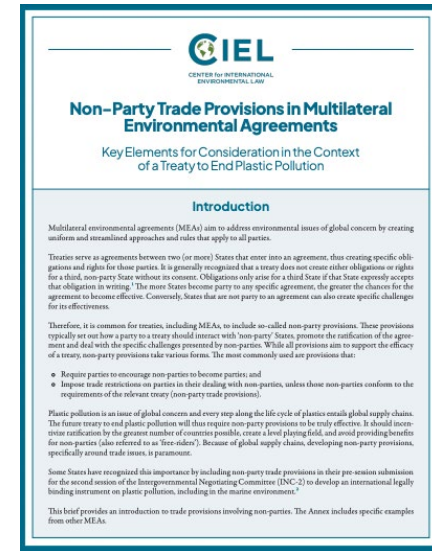 CIEL
CENTER for INTERNATIONAL
ENVIRONMENTAL LAW
Non-Party Trade Provisions in Multilateral
Environmental Agreements
Key Elements for Consideration in the Context
of a Treaty to End Plastic Pollution
Introduction
Multilateral environmental agreements (MEAs) aim to address environmental issues of global concern by creating
uniform and streamlined approaches and rules that apply to all parties.
Treaties serve as agreements between two (or more) States that enter into an agreement, thus creating specific obli-
gations and rights for those parties. It is generally recognized that a treaty does not create either obligations or rights
for a third, non-party State without its consent. Obligations only arise for a third State if that State expressly accepts
that obligation in writing.¹ The more States become party to any specific agreement, the greater the chances for the
agreement to become effective. Conversely, States that are not party to an agreement can also create specific challenges
for its effectiveness.
Therefore, it is common for treaties, including MEAs, to include so-called non-party provisions. These provisions
typically set out how a party to a treaty should interact with 'non-party' States, promote the ratification of the agree-
ment and deal with the specific challenges presented by non-parties. While all provisions aim to support the efficacy
of a treaty, non-party provisions take various forms. The most commonly used are provisions that:
Require parties to encourage non-parties to become parties; and
Impose trade restrictions on parties in their dealing with non-parties, unless those non-parties conform to the
requirements of the relevant treaty (non-party trade provisions).
Plastic pollution is an issue of global concern and every step along the life cycle of plastics entails global supply chains.
The future treaty to end plastic pollution will thus require non-party provisions to be truly effective. It should incen-
tivize ratification by the greatest number of countries possible, create a level playing field, and avoid providing benefits
for non-parties (also referred to as 'free-riders'). Because of global supply chains, developing non-party provisions,
specifically around trade issues, is paramount.
Some States have recognized this importance by including non-party trade provisions in their pre-session submission
for the second session of the Intergovernmental Negotiating Committee (INC-2) to develop an international legally
binding instrument on plastic pollution, including in the marine environment.²
This brief provides an introduction to trade provisions involving non-parties. The Annex includes specific examples
from other MEAs.